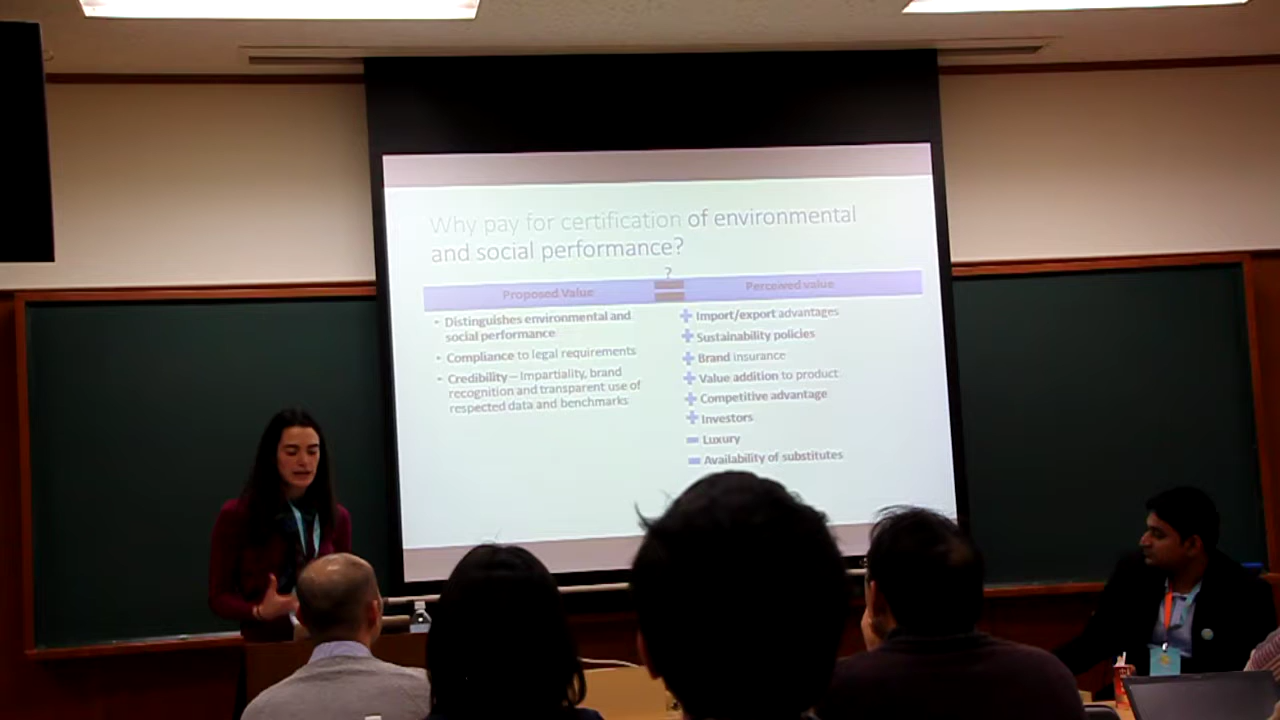 Why pay for certification of environmental
and social performance?
?
Proposed Value = Perceived value
• Distinguishes environmental and
social performance
• Compliance to legal requirements
• Credibility – Impartiality, brand
recognition and transparent use of
respected data and benchmarks
+ Import/export advantages
+ Sustainability policies
+ Brand insurance
+ Value addition to product
+ Competitive advantage
+ Investors
- Luxury
- Availability of substitutes